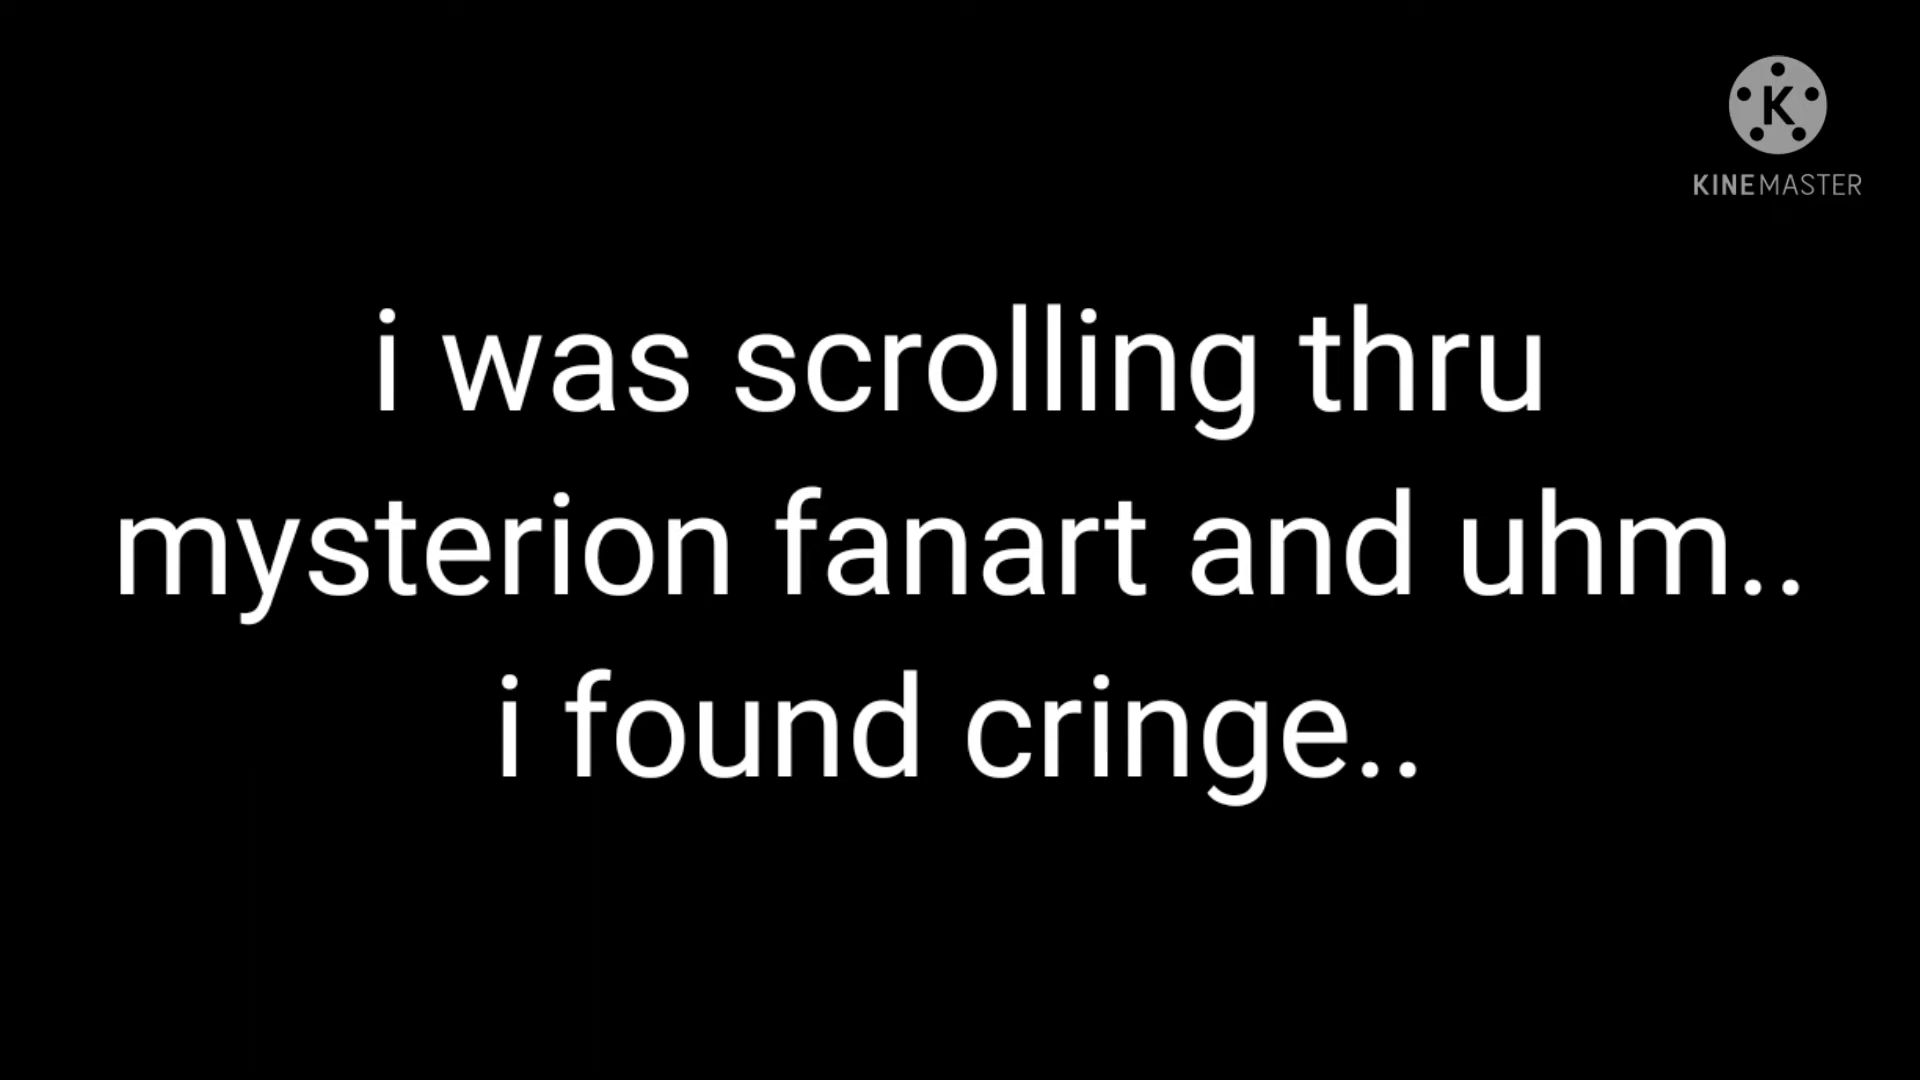 K
KINEMASTER
i was scrolling thru
mysterion fanart and uhm..
i found cringe..